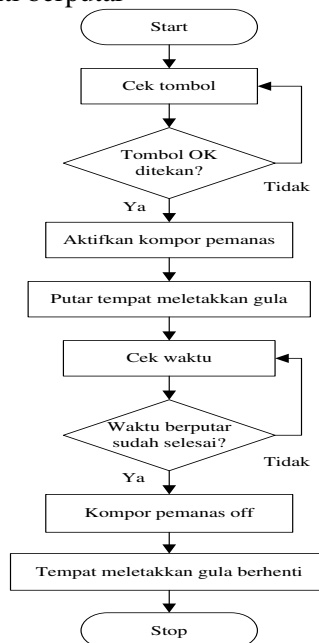 Start
Cek tombol
Tombol OK
ditekan?
Tidak
Ya
Aktifkan kompor pemanas
Putar tempat meletakkan gula
Cek waktu
Waktu berputar
sudah selesai?
Tidak
Ya
Kompor pemanas off
Tempat meletakkan gula berhenti
Stop